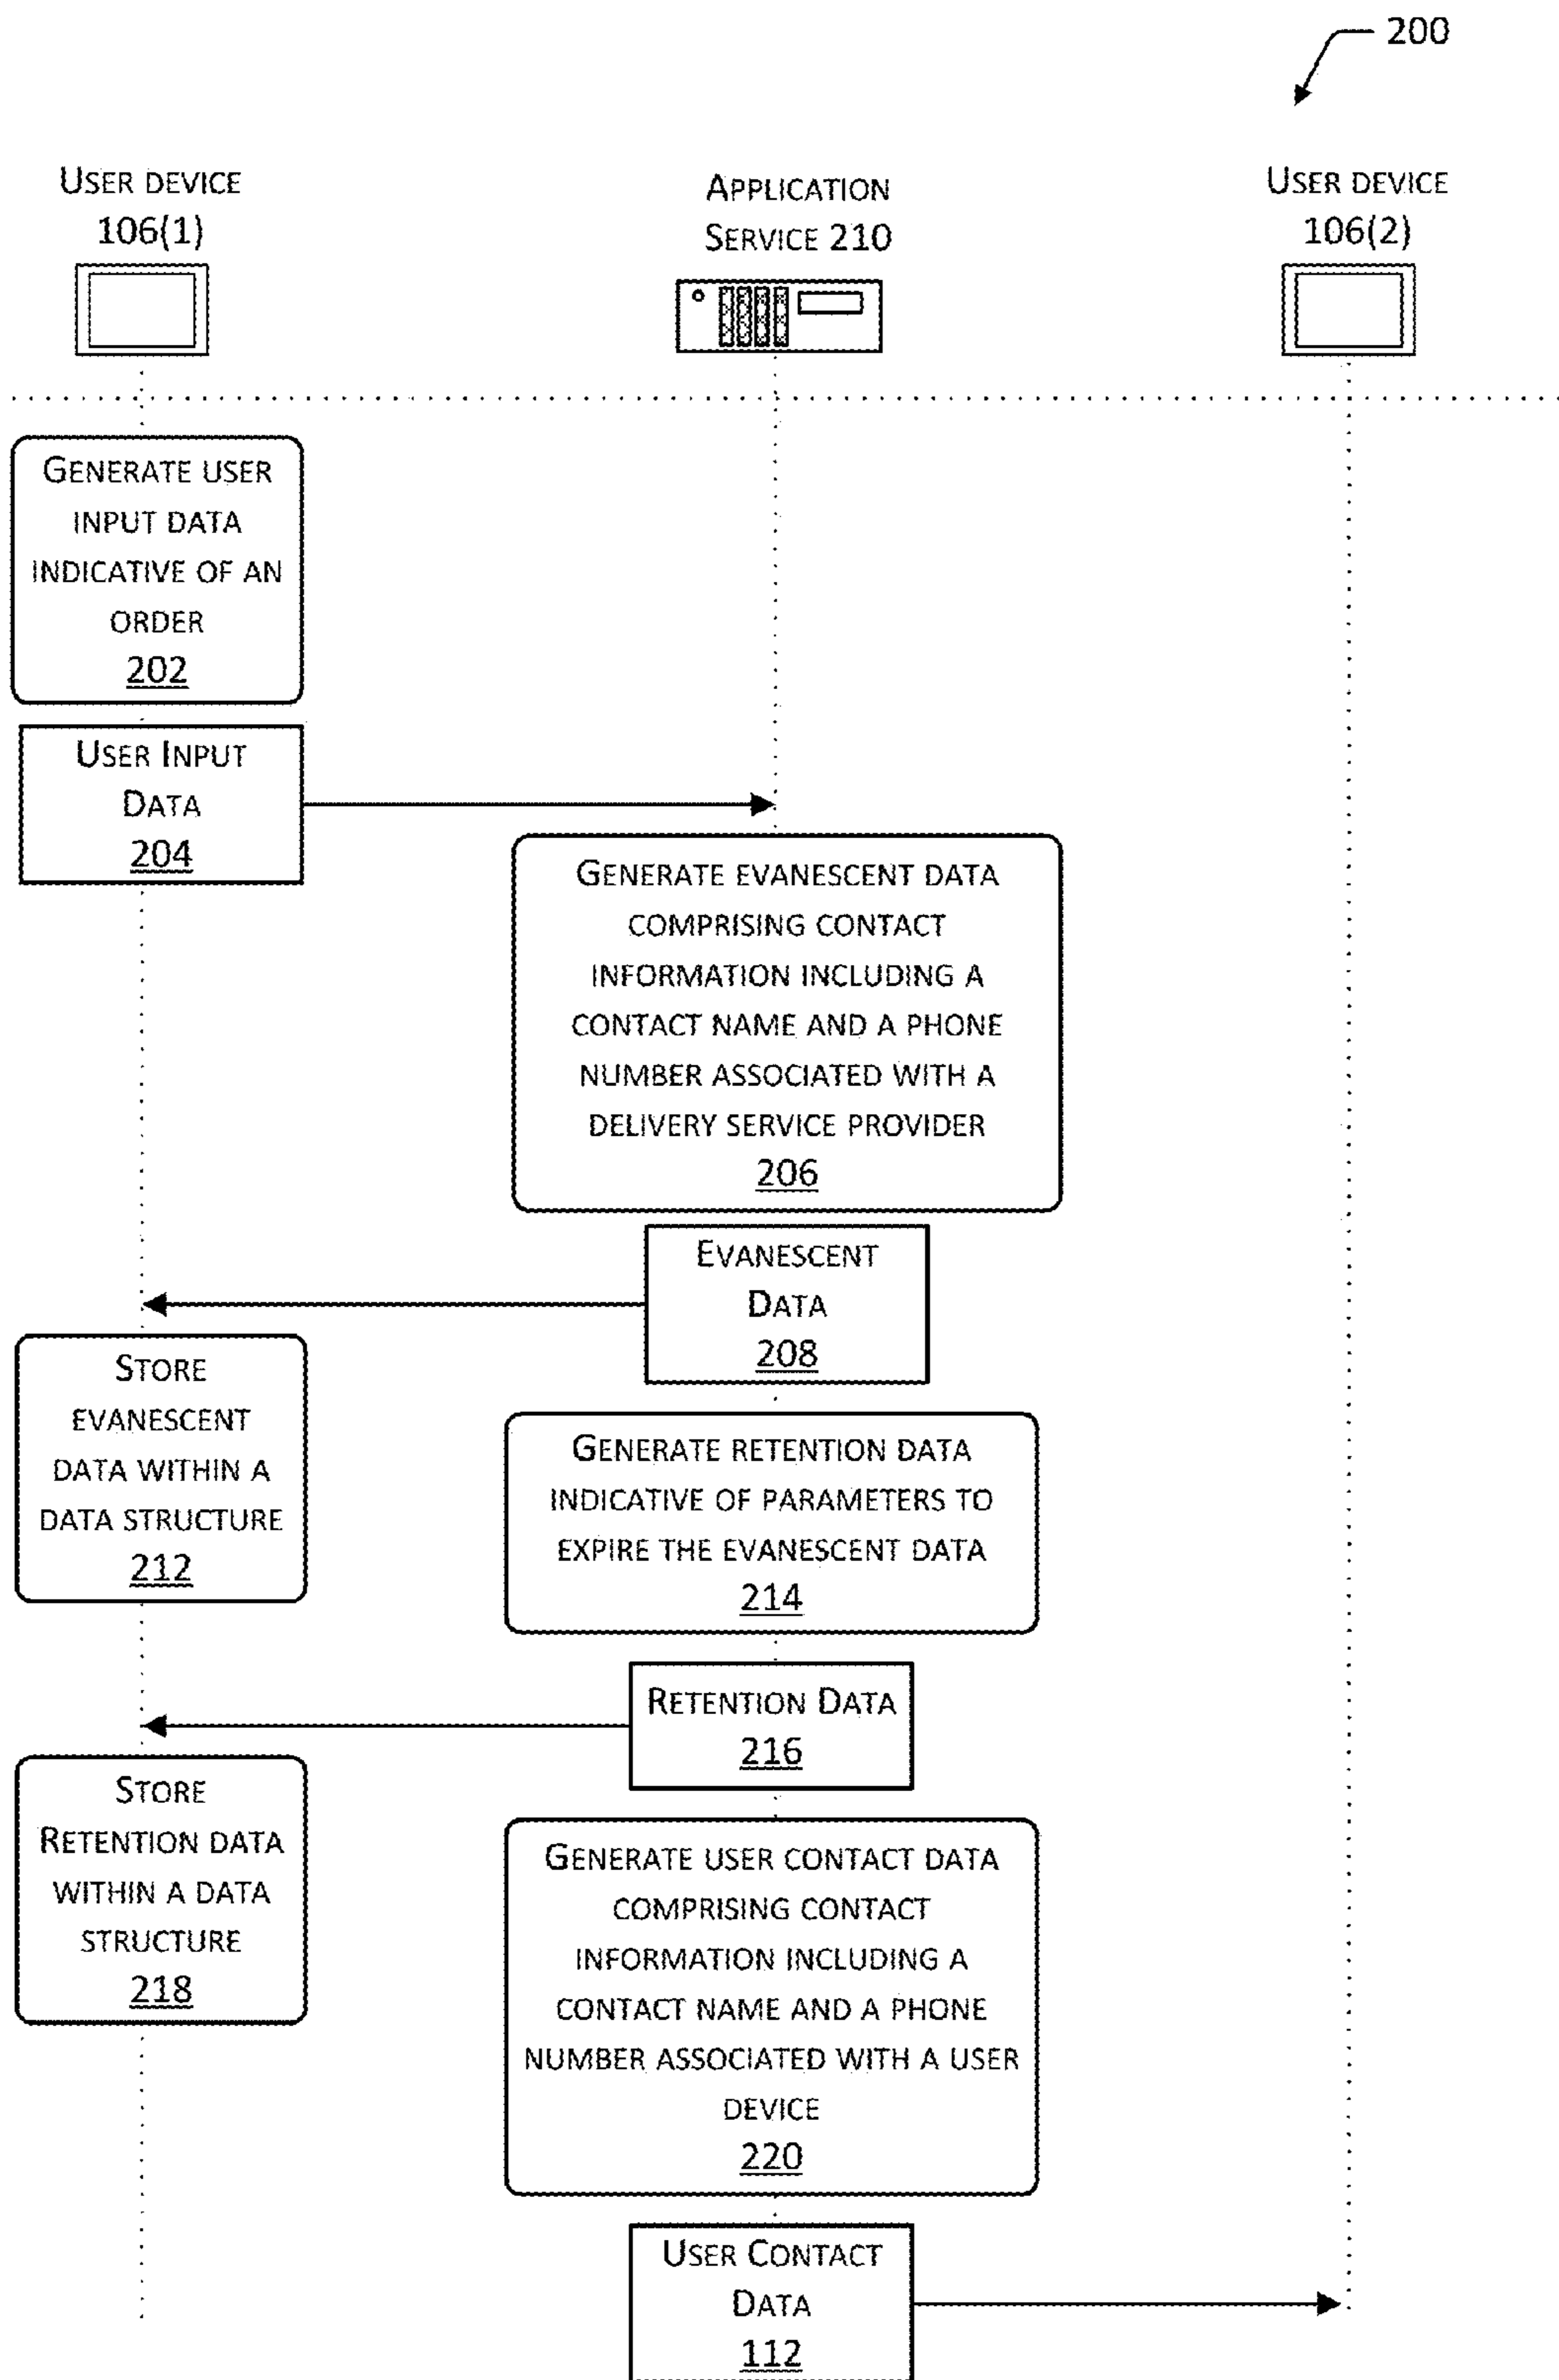 200
USER DEVICE
106(1)
APPLICATION
SERVICE 210
USER DEVICE
106(2)
GENERATE USER
INPUT DATA
INDICATIVE OF AN
ORDER
202
USER INPUT
DATA
204
GENERATE EVANESCENT DATA
COMPRISING CONTACT
INFORMATION INCLUDING A
CONTACT NAME AND A PHONE
NUMBER ASSOCIATED WITH A
DELIVERY SERVICE PROVIDER
206
EVANESCENT
DATA
208
STORE
EVANESCENT
DATA WITHIN A
DATA STRUCTURE
212
GENERATE RETENTION DATA
INDICATIVE OF PARAMETERS TO
EXPIRE THE EVANESCENT DATA
214
RETENTION DATA
216
STORE
RETENTION DATA
WITHIN A DATA
STRUCTURE
218
GENERATE USER CONTACT DATA
COMPRISING CONTACT
INFORMATION INCLUDING A
CONTACT NAME AND A PHONE
NUMBER ASSOCIATED WITH A USER
DEVICE
220
USER CONTACT
DATA
112